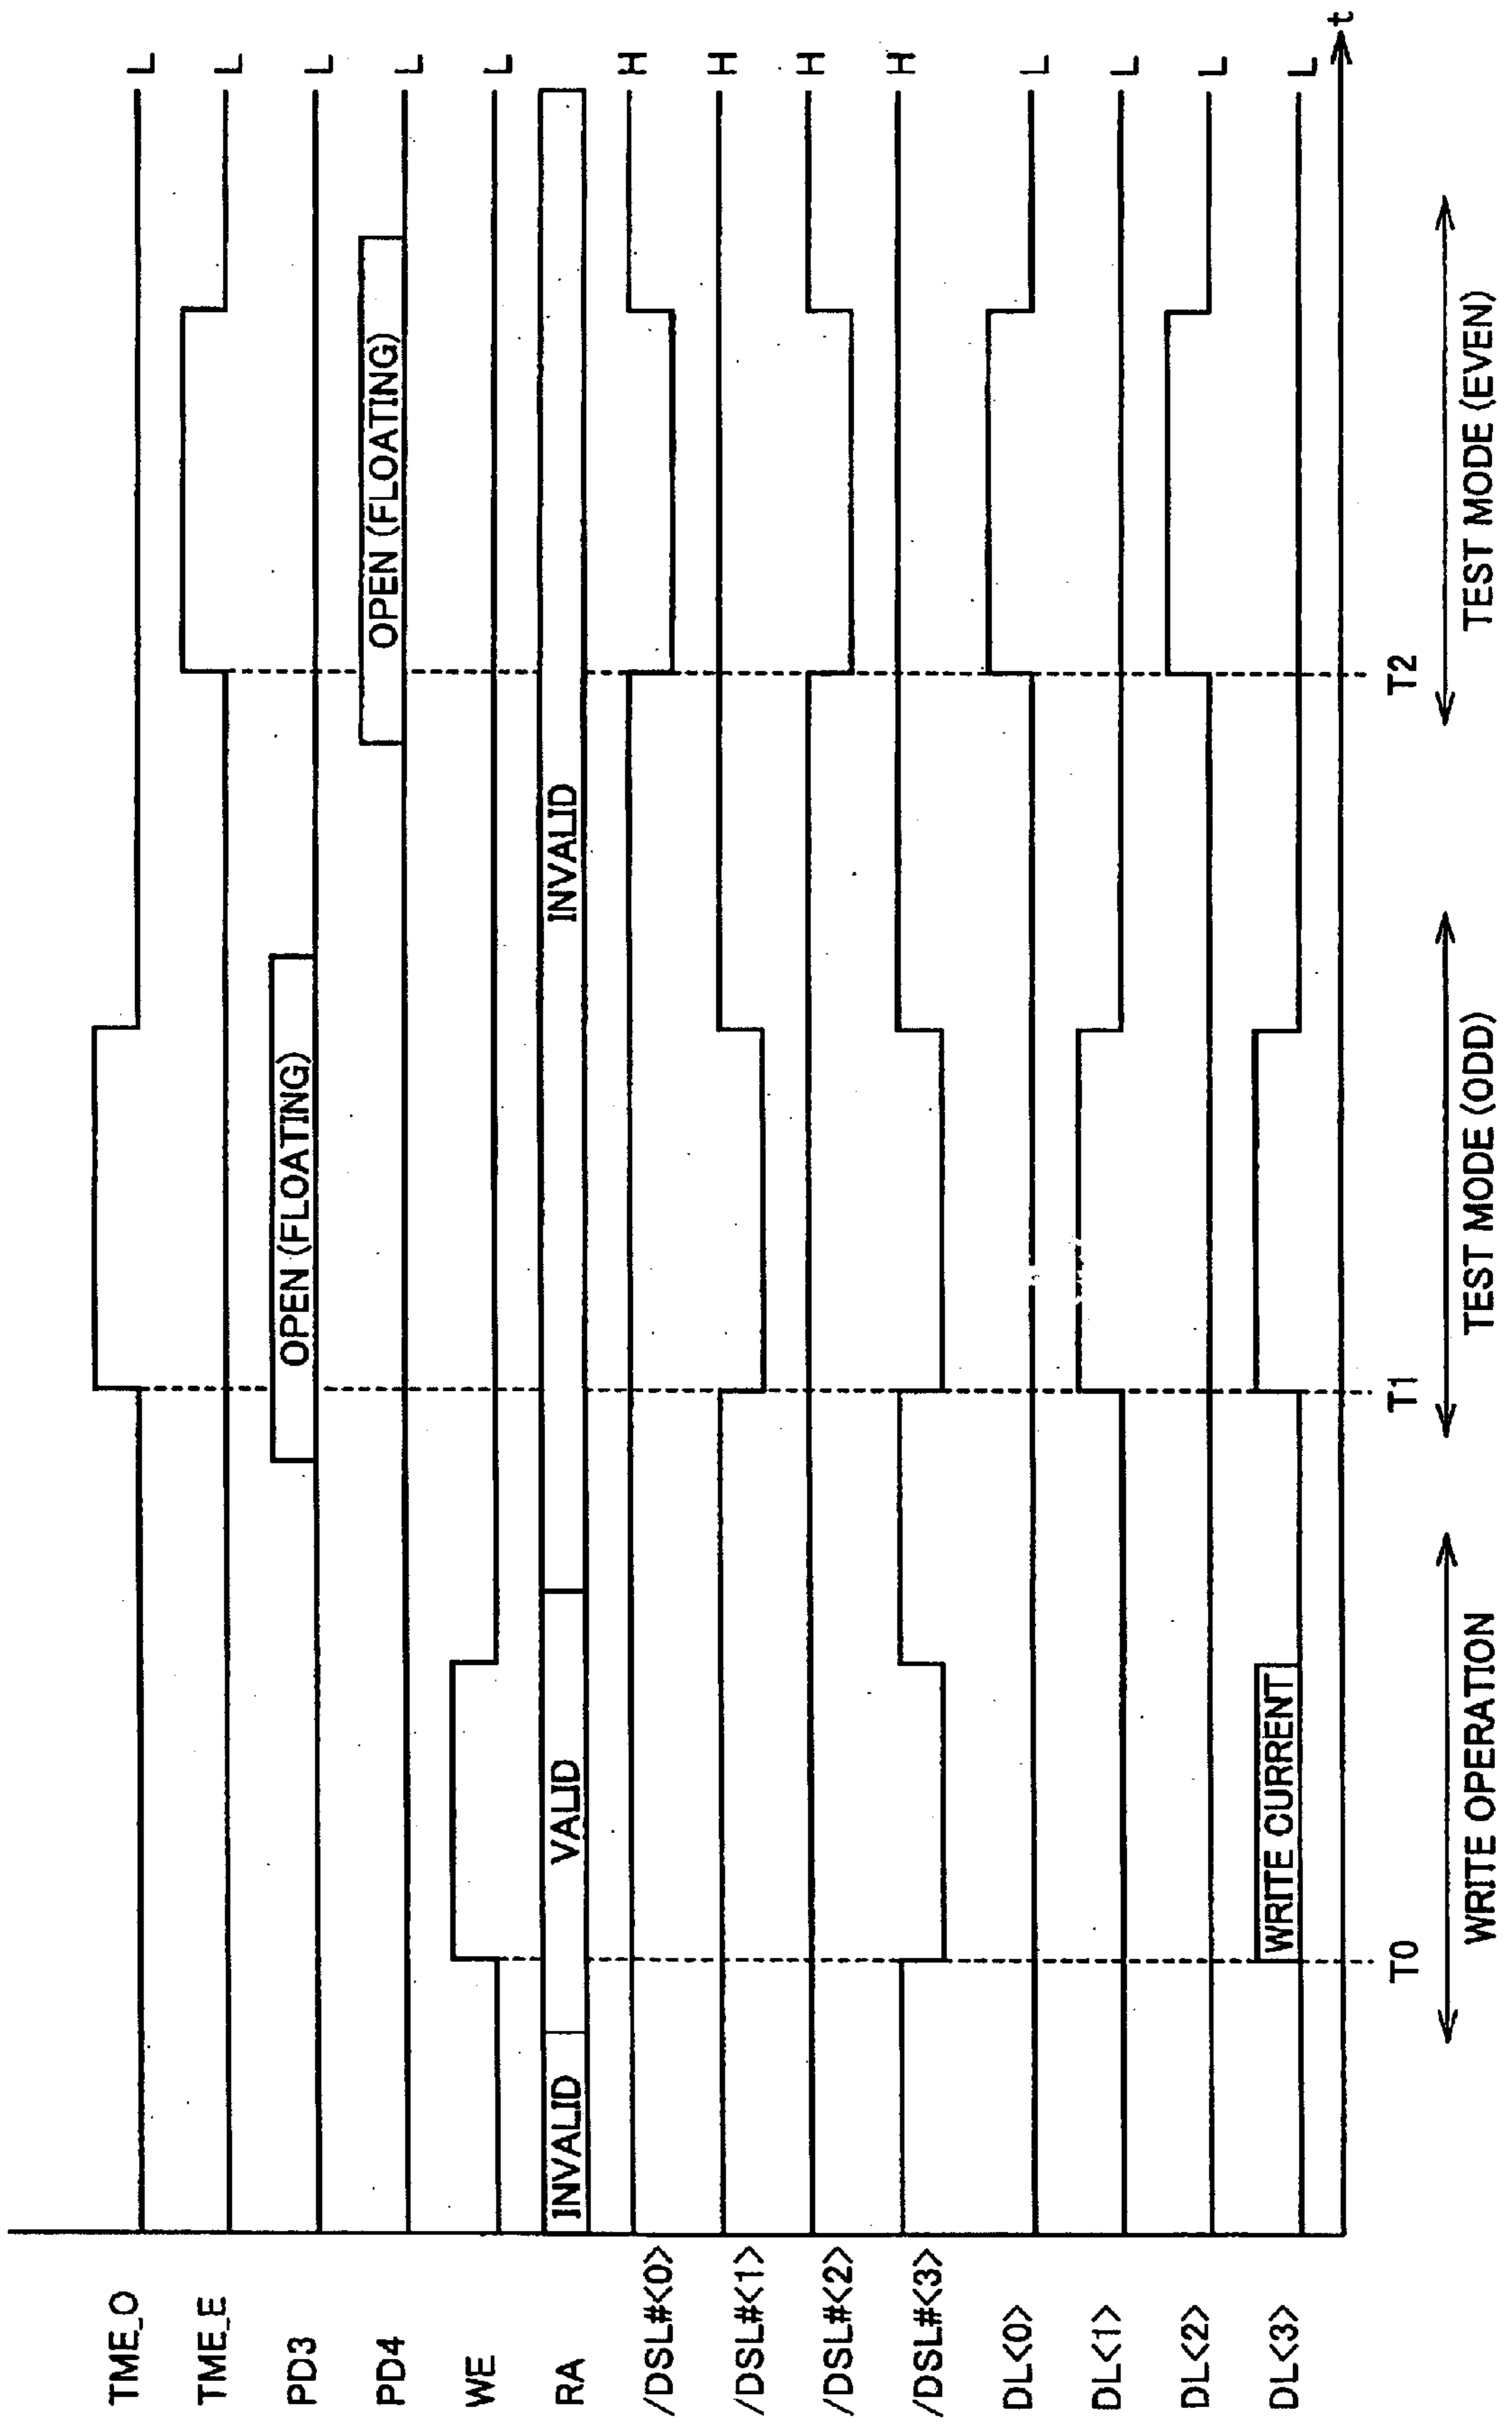 TME_O L
TME_E L
PD3 OPEN (FLOATING) L
PD4 OPEN (FLOATING) L
WE L
RA INVALID VALID INVALID
/DSL#<0> H
/DSL#<1> H
/DSL#<2> H
/DSL#<3> H
DL<0> L
DL<1> L
DL<2> L
DL<3> WRITE CURRENT L
t
T0 T1 T2
WRITE OPERATION TEST MODE (ODD) TEST MODE (EVEN)